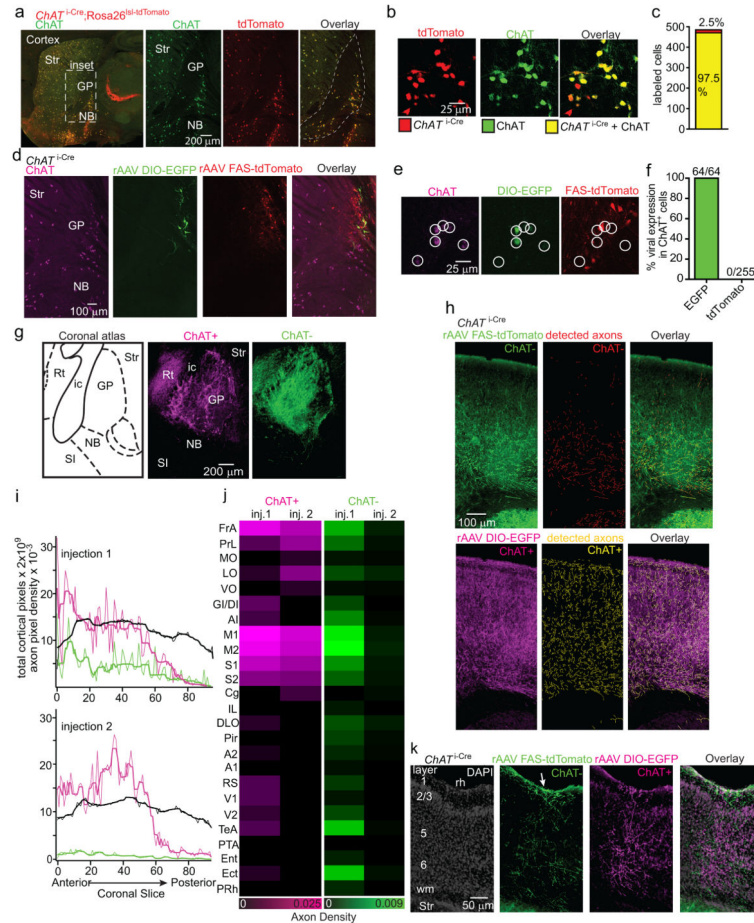 a
ChAT i-Cre;Rosa26lsl-tdTomato
ChAT
ChAT
tdTomato
Overlay
Cortex
Str
inset
GP
NB
GP
NB
200 µm
b
tdTomato
ChAT
Overlay
25 µm
ChAT i-Cre
ChAT
ChAT i-Cre + ChAT
c
2.5%
labeled cells
500
400
300
200
100
0
97.5
%
d
ChAT i-Cre
ChAT
rAAV DIO-EGFP
rAAV FAS-tdTomato
Overlay
Str
GP
NB
100 µm
e
ChAT
DIO-EGFP
FAS-tdTomato
25 µm
f
64/64
% viral expression
in ChAT+ cells
100
80
60
40
20
0
0/255
EGFP
tdTomato
g
Coronal atlas
ChAT+
ChAT-
Rt
ic
Str
GP
NB
SI
Rt
ic
Str
GP
NB
SI
200 µm
h
ChAT i-Cre
rAAV FAS-tdTomato
detected axons
Overlay
ChAT-
ChAT-
100 µm
rAAV DIO-EGFP
detected axons
Overlay
ChAT+
ChAT+
i
total cortical pixels x 2x10^9
axon pixel density x 10^-3
injection 1
30
20
10
0
0
20
40
60
80
injection 2
30
20
10
0
0
20
40
60
80
Anterior
Posterior
Coronal Slice
j
ChAT+
ChAT-
inj.1
inj. 2
inj.1
inj. 2
FrA
PrL
MO
LO
VO
GI/DI
AI
M1
M2
S1
S2
Cg
IL
DLO
Pir
A2
A1
RS
V1
V2
TeA
PTA
Ent
Ect
PRh
0
0.025
0
0.009
Axon Density
k
ChAT i-Cre
rAAV FAS-tdTomato
rAAV DIO-EGFP
Overlay
layer
DAPI
ChAT-
ChAT+
1
rh
2/3
5
6
wm
Str
50 µm